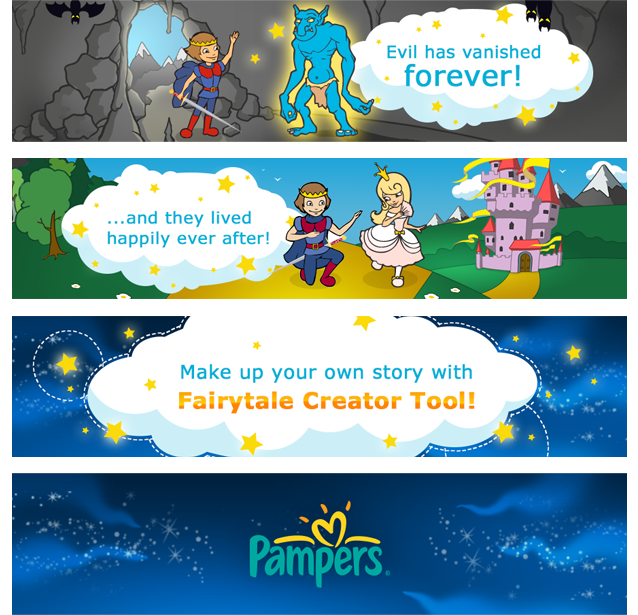 Evil has vanished
forever!
...and they lived
happily ever after!
Make up your own story with
Fairytale Creator Tool!
Pampers®